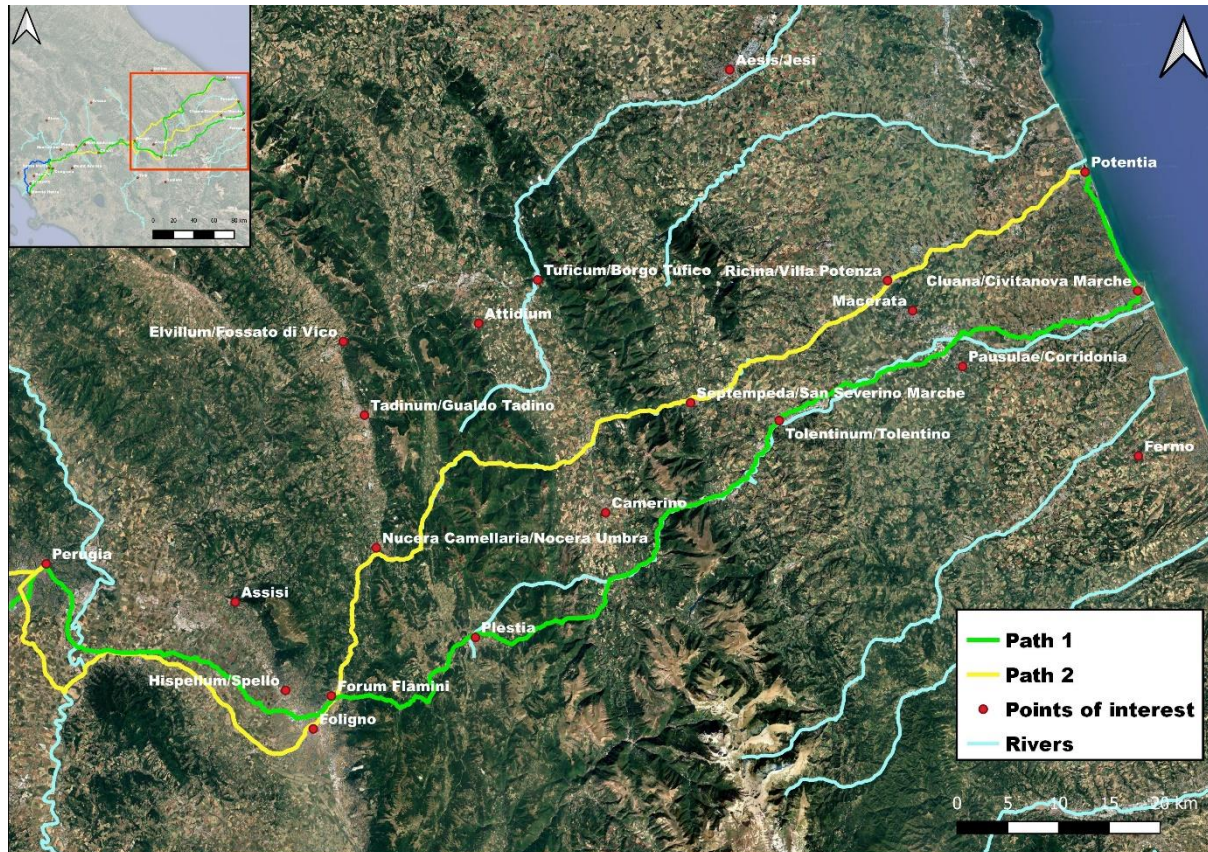 Aesis/Jesi
Potentia
Tuficum/Borgo Tufico
Ricina/Villa Potenza
Cluana/Civitanova Marche
Macerata
Attidium
Elvillum/Fossato di Vico
Pausulae/Corridonia
Septempeda/San Severino Marche
Tadinum/Gualdo Tadino
Tolentinum/Tolentino
Fermo
Camerino
Nucera Camellaria/Nocera Umbra
Perugia
Assisi
Plestia
Hispellum/Spello
Forum Flamini
Foligno
Path 1
Path 2
Points of interest
Rivers
0 5 10 15 20 km
0 20 40 60 80 km